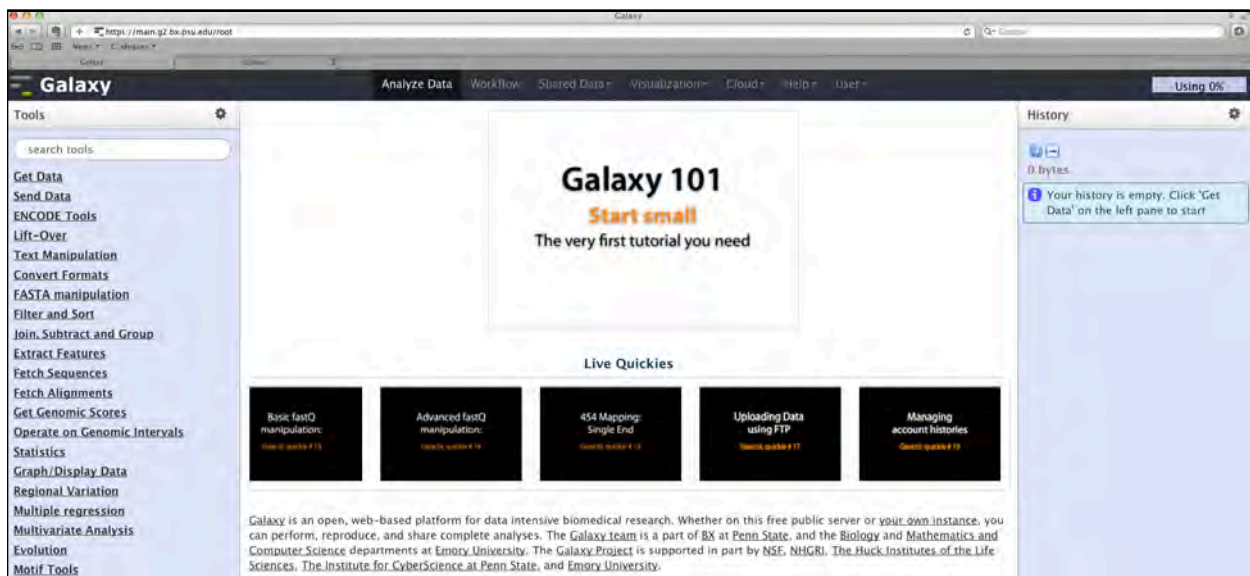 Galaxy
https://main.g2.bx.psu.edu/root
News
Galaxy
Galaxy
Analyze Data Workflow Shared Data Visualization Cloud Help User
Using 0%
Tools
search tools
Get Data
Send Data
ENCODE Tools
Lift-Over
Text Manipulation
Convert Formats
FASTA manipulation
Filter and Sort
Join, Subtract and Group
Extract Features
Fetch Sequences
Fetch Alignments
Get Genomic Scores
Operate on Genomic Intervals
Statistics
Graph/Display Data
Regional Variation
Multiple regression
Multivariate Analysis
Evolution
Motif Tools
Galaxy 101
Start small
The very first tutorial you need
Live Quickies
Basic fastQ
manipulation:
Advanced fastQ
manipulation:
454 Mapping:
Single End
Uploading Data
using FTP
Galactic quickie # 17
Managing
account histories
Galaxy is an open, web-based platform for data intensive biomedical research. Whether on this free public server or your own instance, you
can perform, reproduce, and share complete analyses. The Galaxy team is a part of BX at Penn State, and the Biology and Mathematics and
Computer Science departments at Emory University. The Galaxy Project is supported in part by NSF, NHGRI, The Huck Institutes of the Life
Sciences, The Institute for CyberScience at Penn State, and Emory University.
History
0 bytes
Your history is empty. Click 'Get
Data' on the left pane to start